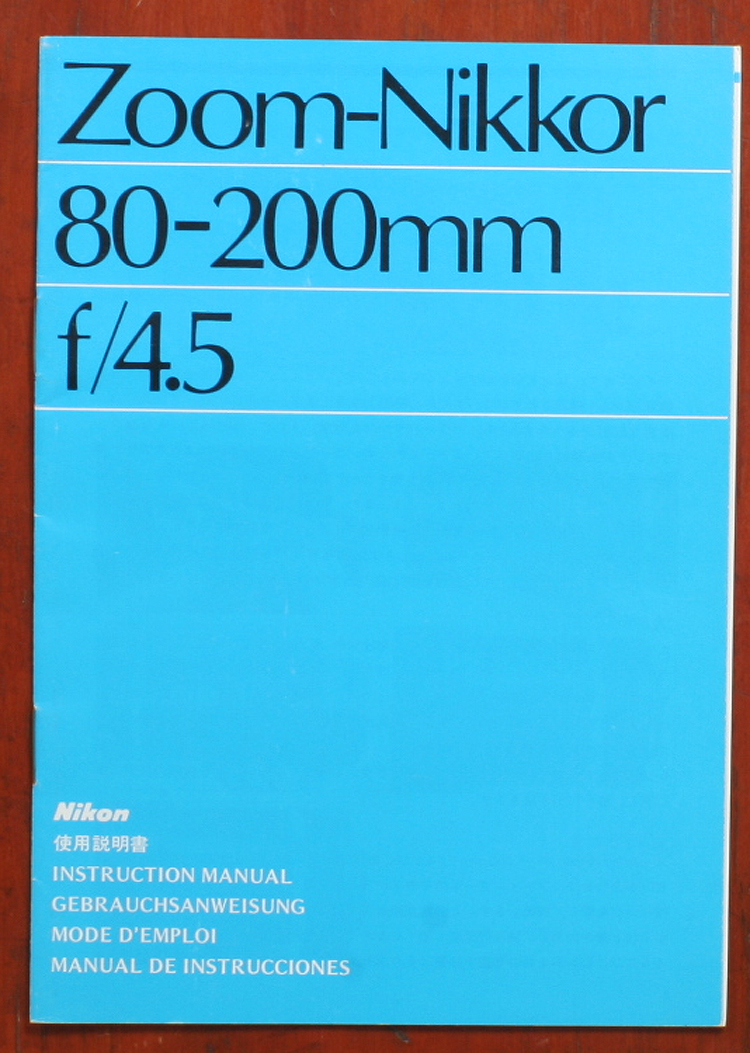 Zoom-Nikkor
80-200mm
f/4.5
Nikon
使用説明書
INSTRUCTION MANUAL
GEBRAUCHSANWEISUNG
MODE D'EMPLOI
MANUAL DE INSTRUCCIONES